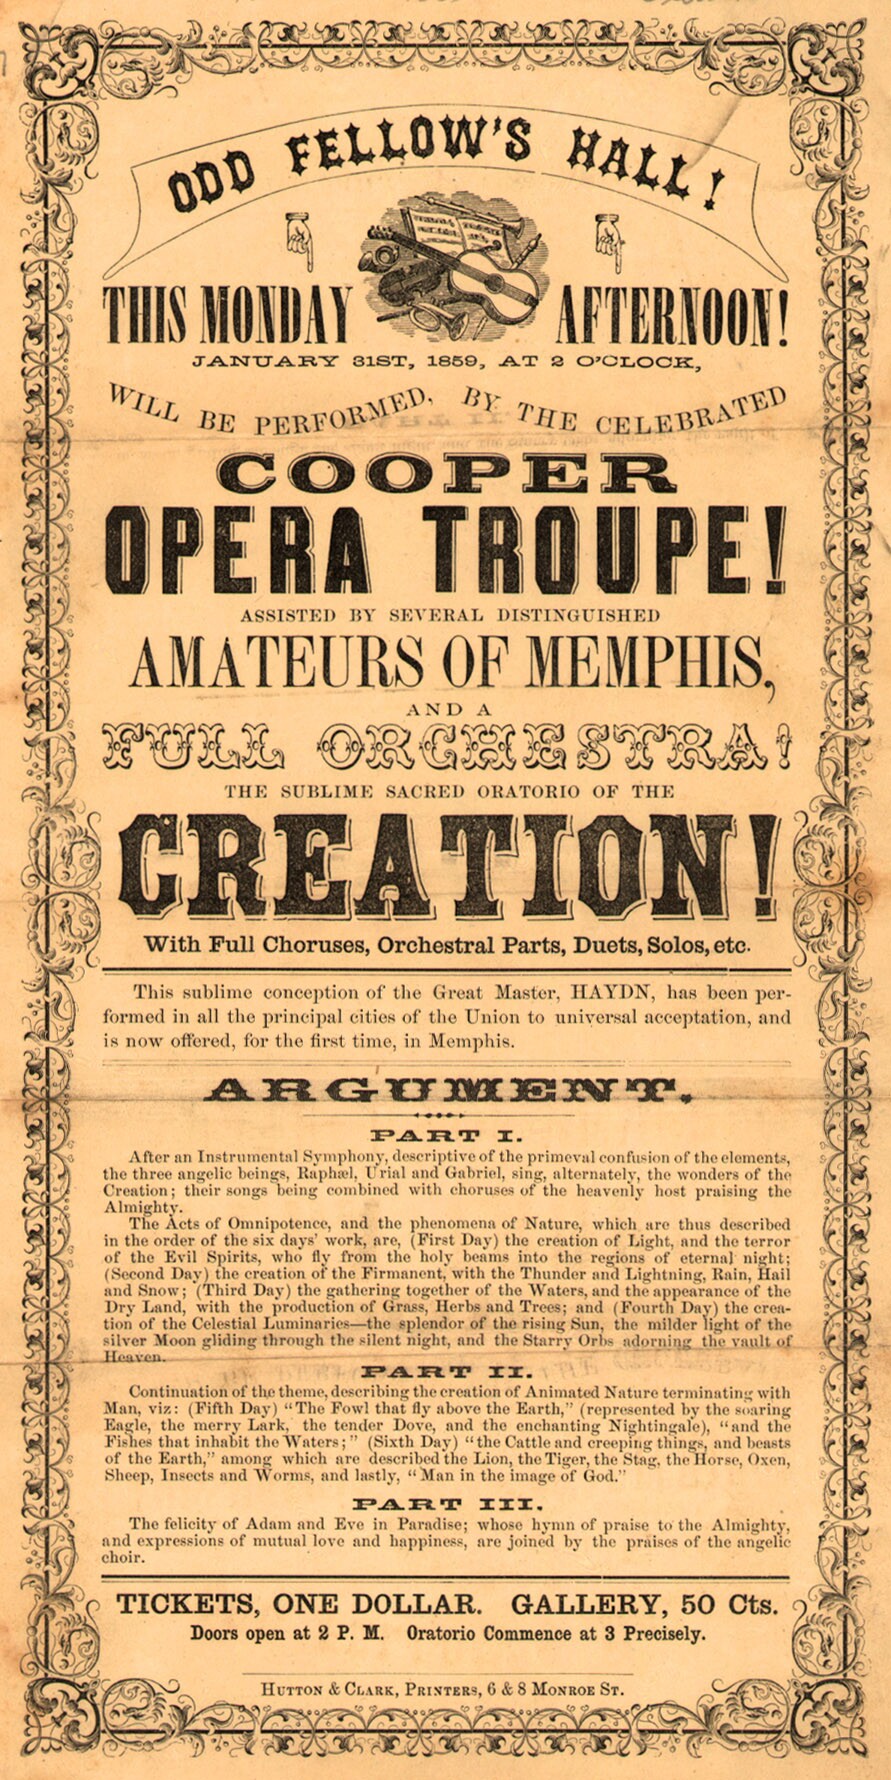 ODD FELLOW'S HALL!
THIS MONDAY AFTERNOON!
JANUARY 31ST, 1859, AT 2 O'CLOCK,
WILL BE PERFORMED, BY THE CELEBRATED
COOPER
OPERA TROUPE!
ASSISTED BY SEVERAL DISTINGUISHED
AMATEURS OF MEMPHIS,
AND A
FULL ORCHESTRA!
THE SUBLIME SACRED ORATORIO OF THE
CREATION!
With Full Choruses, Orchestral Parts, Duets, Solos, etc.
This sublime conception of the Great Master, HAYDN, has been per-
formed in all the principal cities of the Union to universal acceptation, and
is now offered, for the first time, in Memphis.
ARGUMENT.
PART I.
After an Instrumental Symphony, descriptive of the primeval confusion of the elements,
the three angelic beings, Raphæl, Urial and Gabriel, sing, alternately, the wonders of the
Creation; their songs being combined with choruses of the heavenly host praising the
Almighty.
The Acts of Omnipotence, and the phenomena of Nature, which are thus described
in the order of the six days' work, are, (First Day) the creation of Light, and the terror
of the Evil Spirits, who fly from the holy beams into the regions of eternal night;
(Second Day) the creation of the Firmanent, with the Thunder and Lightning, Rain, Hail
and Snow; (Third Day) the gathering together of the Waters, and the appearance of the
Dry Land, with the production of Grass, Herbs and Trees; and (Fourth Day) the crea-
tion of the Celestial Luminaries—the splendor of the rising Sun, the milder light of the
silver Moon gliding through the silent night, and the Starry Orbs adorning the vault of
Heaven.
PART II.
Continuation of the theme, describing the creation of Animated Nature terminating with
Man, viz: (Fifth Day) "The Fowl that fly above the Earth," (represented by the soaring
Eagle, the merry Lark, the tender Dove, and the enchanting Nightingale), "and the
Fishes that inhabit the Waters;" (Sixth Day) "the Cattle and creeping things, and beasts
of the Earth," among which are described the Lion, the Tiger, the Stag, the Horse, Oxen,
Sheep, Insects and Worms, and lastly, "Man in the image of God."
PART III.
The felicity of Adam and Eve in Paradise; whose hymn of praise to the Almighty,
and expressions of mutual love and happiness, are joined by the praises of the angelic
choir.
TICKETS, ONE DOLLAR. GALLERY, 50 Cts.
Doors open at 2 P. M. Oratorio Commence at 3 Precisely.
HUTTON & CLARK, PRINTERS, 6 & 8 MONROE ST.